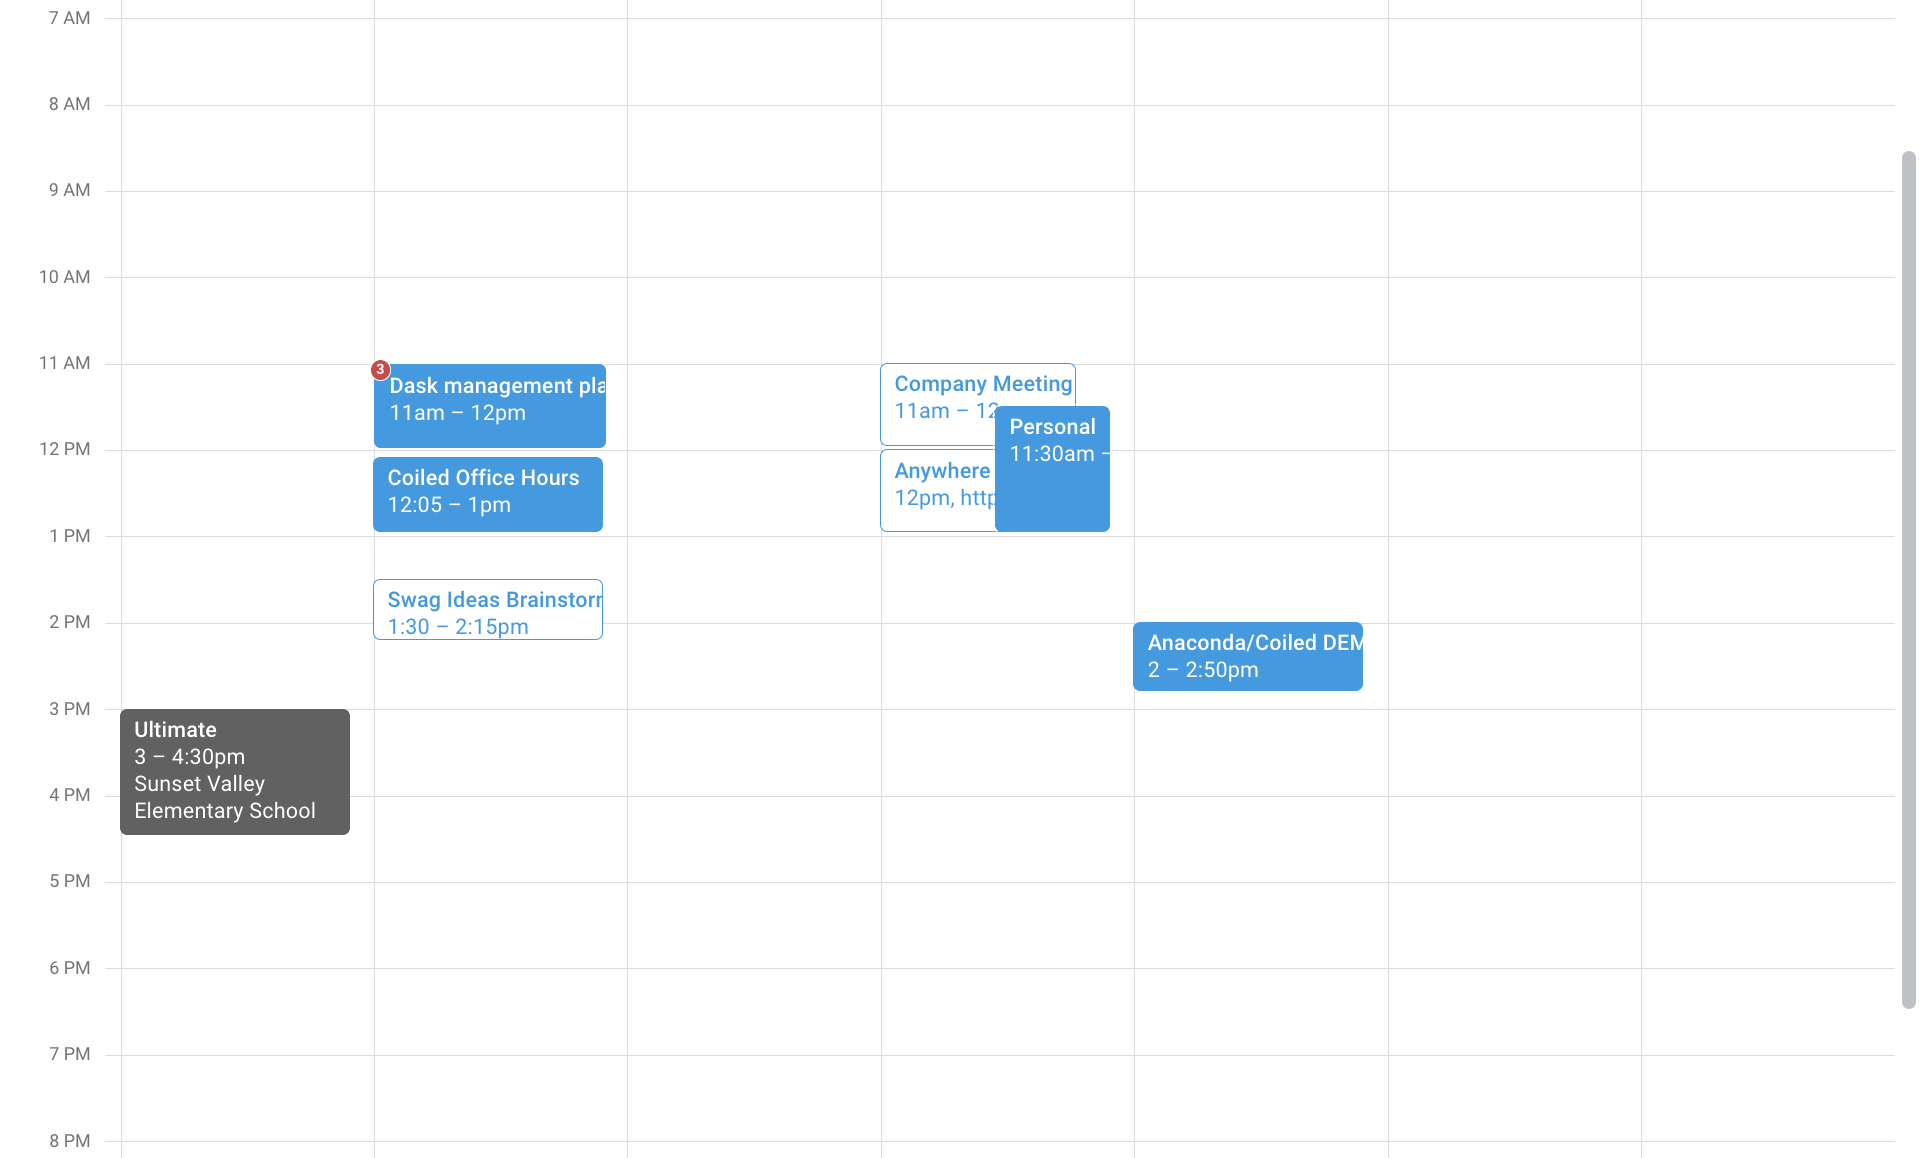 7 AM
8 AM
9 AM
10 AM
11 AM
12 PM
1 PM
2 PM
3 PM
4 PM
5 PM
6 PM
7 PM
8 PM
Ultimate
3 – 4:30pm
Sunset Valley
Elementary School
3
Dask management pla
11am – 12pm
Coiled Office Hours
12:05 – 1pm
Swag Ideas Brainstor
1:30 – 2:15pm
Company Meeting
11am – 12
Anywhere
12pm, http
Personal
11:30am –
Anaconda/Coiled DEM
2 – 2:50pm